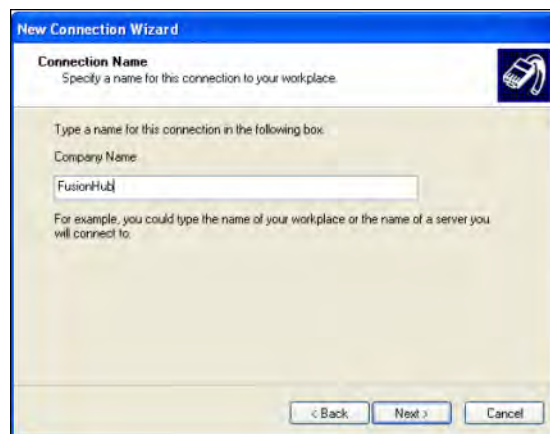 New Connection Wizard
Connection Name
Specify a name for this connection to your workplace.
Type a name for this connection in the following box.
Company Name
FusionHub
For example, you could type the name of your workplace or the name of a server you
will connect to.
< Back
Next >
Cancel